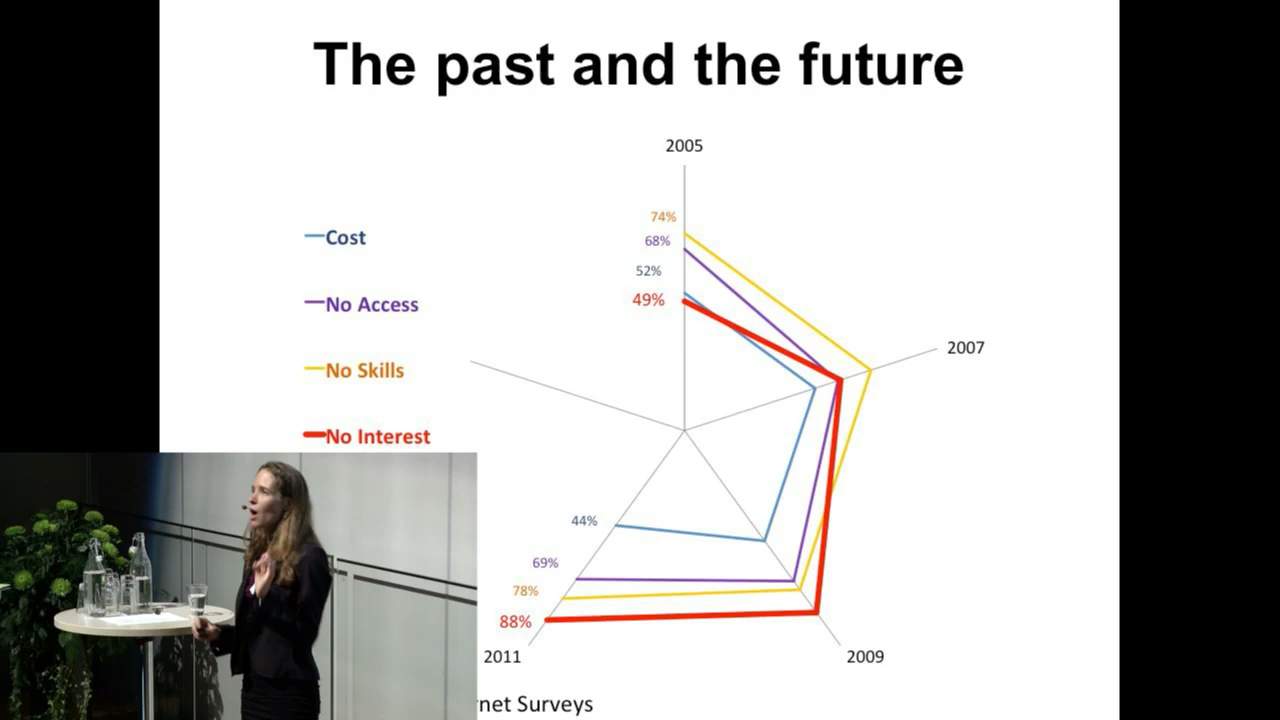 The past and the future
2005
74%
Cost
68%
52%
No Access
49%
2007
No Skills
No Interest
44%
69%
78%
88%
2011
2009
Surveys